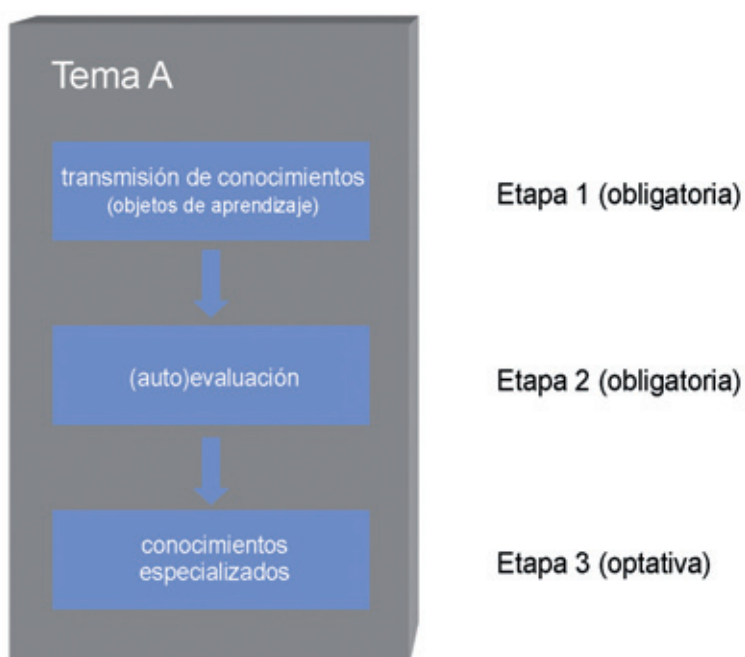 Tema A
transmisión de conocimientos
(objetos de aprendizaje)
Etapa 1 (obligatoria)
(auto)evaluación
Etapa 2 (obligatoria)
conocimientos
especializados
Etapa 3 (optativa)